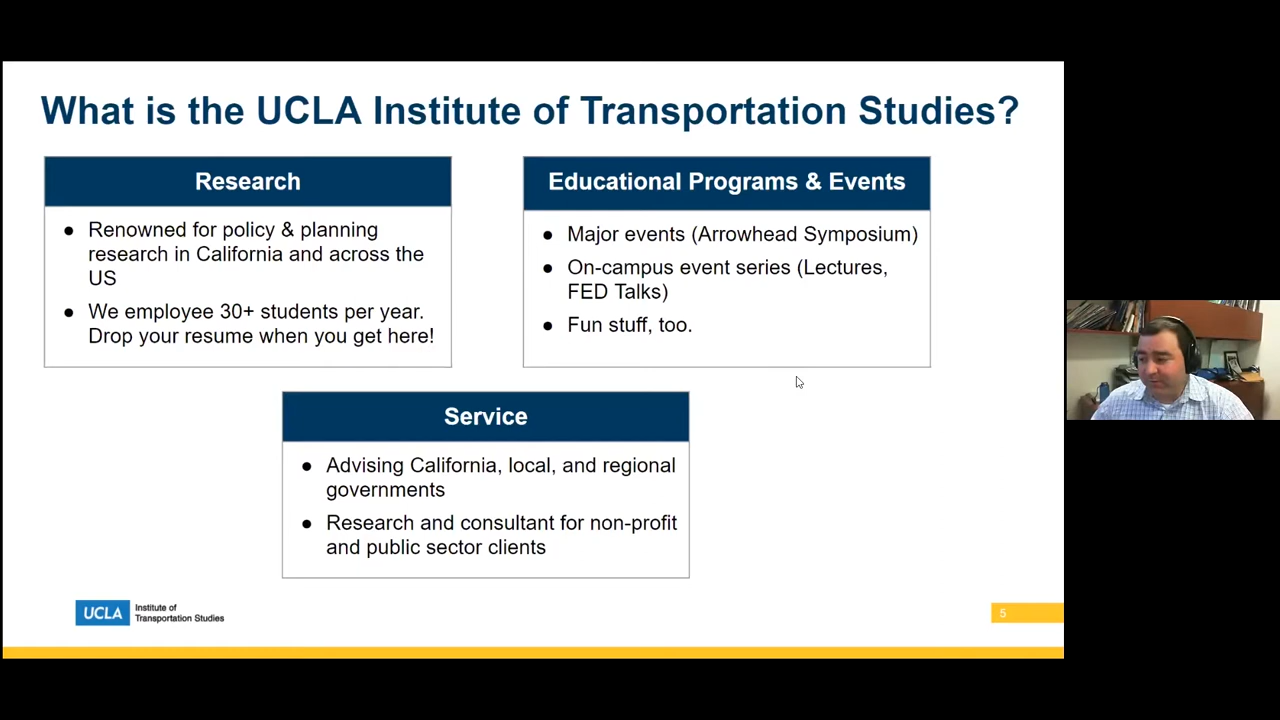 What is the UCLA Institute of Transportation Studies?
Research
● Renowned for policy & planning
research in California and across the
US
● We employee 30+ students per year.
Drop your resume when you get here!
Educational Programs & Events
● Major events (Arrowhead Symposium)
● On-campus event series (Lectures,
FED Talks)
● Fun stuff, too.
Service
● Advising California, local, and regional
governments
● Research and consultant for non-profit
and public sector clients
UCLA
Institute of
Transportation Studies
5